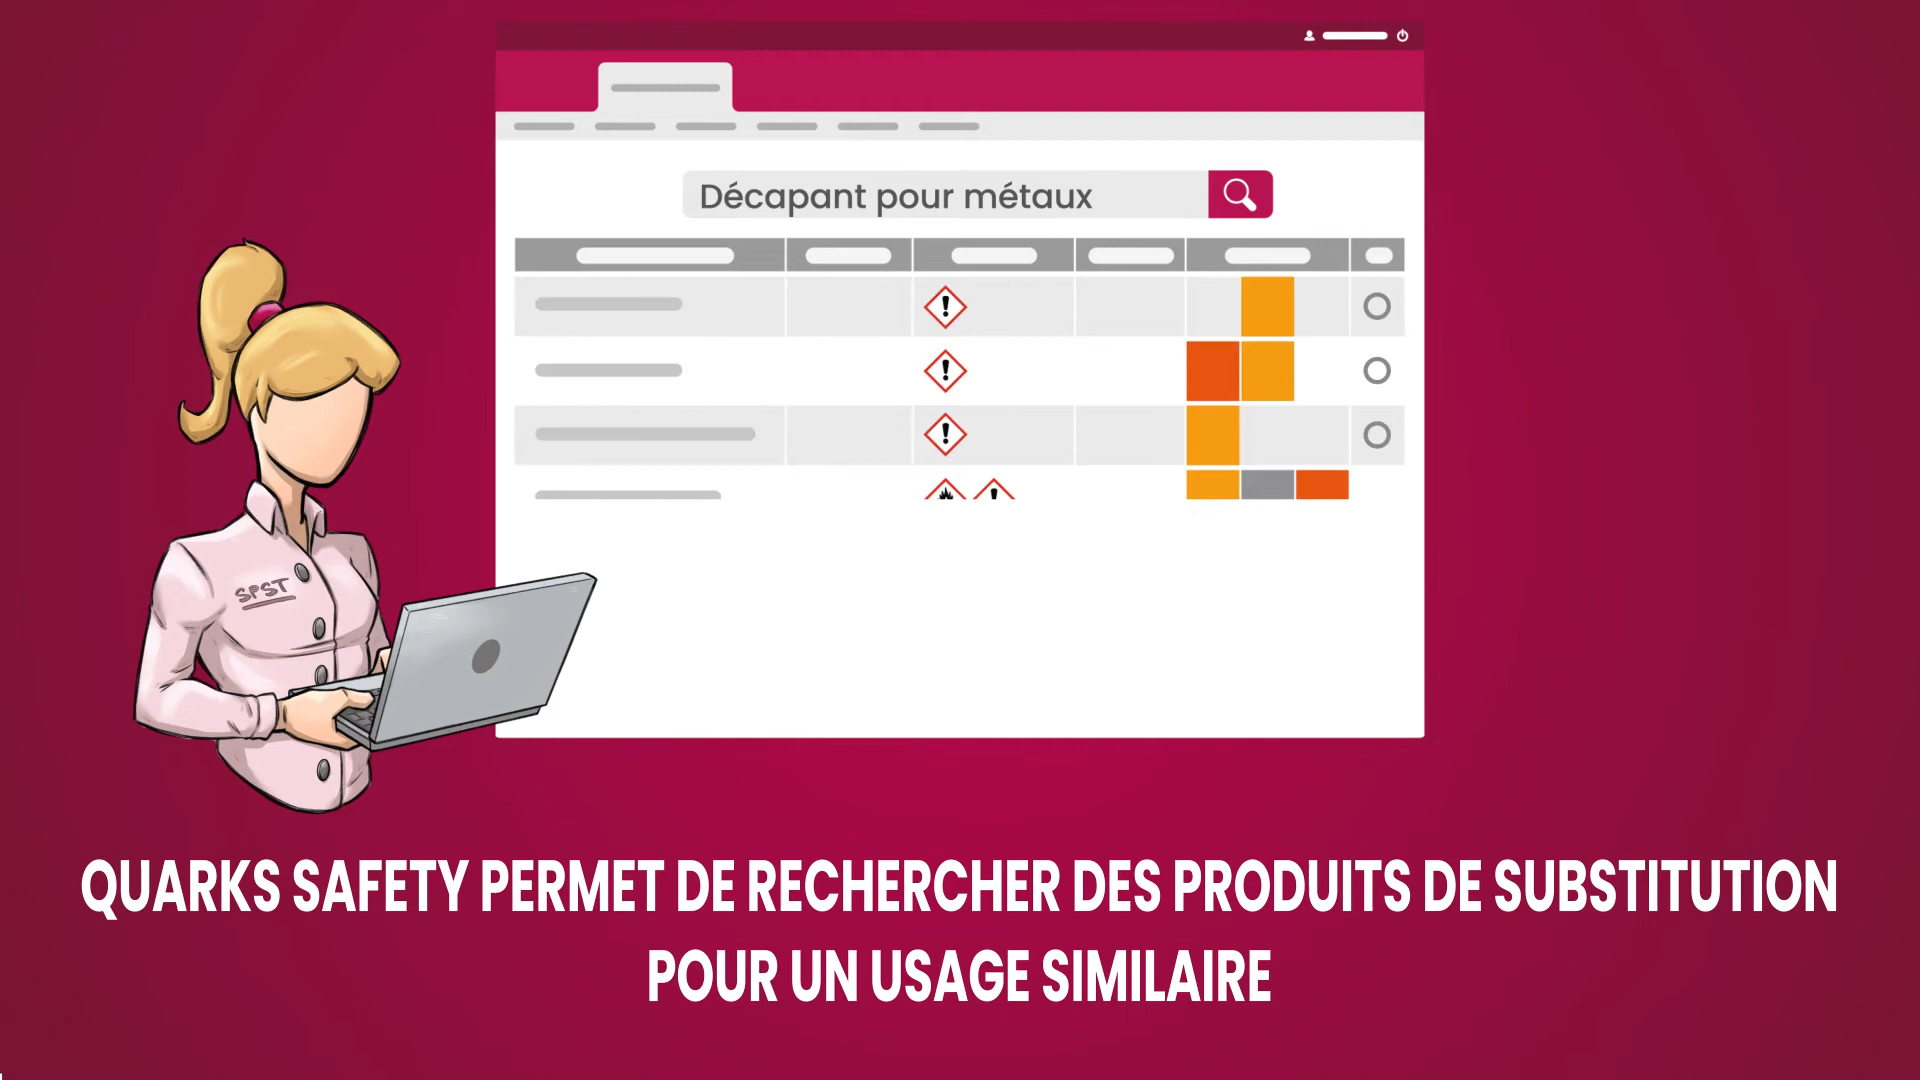 Décapant pour métaux
SPST
QUARKS SAFETY PERMET DE RECHERCHER DES PRODUITS DE SUBSTITUTION
POUR UN USAGE SIMILAIRE